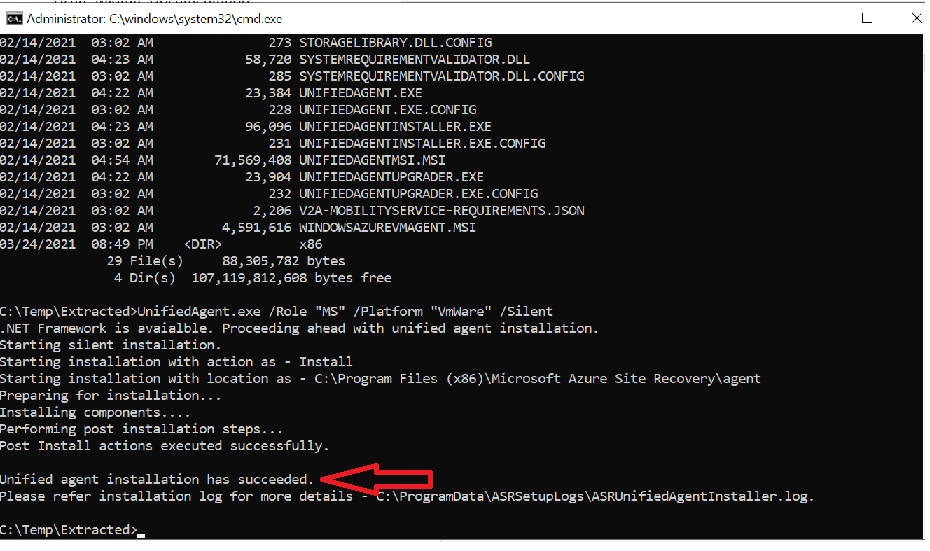 Administrator: C:\windows\system32\cmd.exe
02/14/2021  03:02 AM               273 STORAGELIBRARY.DLL.CONFIG
02/14/2021  04:23 AM            58,720 SYSTEMREQUIREMENTVALIDATOR.DLL
02/14/2021  03:02 AM               285 SYSTEMREQUIREMENTVALIDATOR.DLL.CONFIG
02/14/2021  04:22 AM            23,384 UNIFIEDAGENT.EXE
02/14/2021  03:02 AM               228 UNIFIEDAGENT.EXE.CONFIG
02/14/2021  04:23 AM            96,096 UNIFIEDAGENTINSTALLER.EXE
02/14/2021  03:02 AM               231 UNIFIEDAGENTINSTALLER.EXE.CONFIG
02/14/2021  04:54 AM        71,569,408 UNIFIEDAGENTMSI.MSI
02/14/2021  04:22 AM            23,904 UNIFIEDAGENTUPGRADER.EXE
02/14/2021  03:02 AM               232 UNIFIEDAGENTUPGRADER.EXE.CONFIG
02/14/2021  03:02 AM             2,206 V2A-MOBILITYSERVICE-REQUIREMENTS.JSON
02/14/2021  03:02 AM         4,591,616 WINDOWSAZUREVMAGENT.MSI
03/24/2021  08:49 PM    <DIR>          x86
29 File(s)     88,305,782 bytes
4 Dir(s)  107,119,812,608 bytes free
C:\Temp\Extracted>UnifiedAgent.exe /Role "MS" /Platform "VmWare" /Silent
.NET Framework is avaialble. Proceeding ahead with unified agent installation.
Starting silent installation.
Starting installation with action as - Install
Starting installation with location as - C:\Program Files (x86)\Microsoft Azure Site Recovery\agent
Preparing for installation...
Installing components....
Performing post installation steps...
Post Install actions executed successfully.
Unified agent installation has succeeded.
Please refer installation log for more details - C:\ProgramData\ASRSetupLogs\ASRUnifiedAgentInstaller.log.
C:\Temp\Extracted>